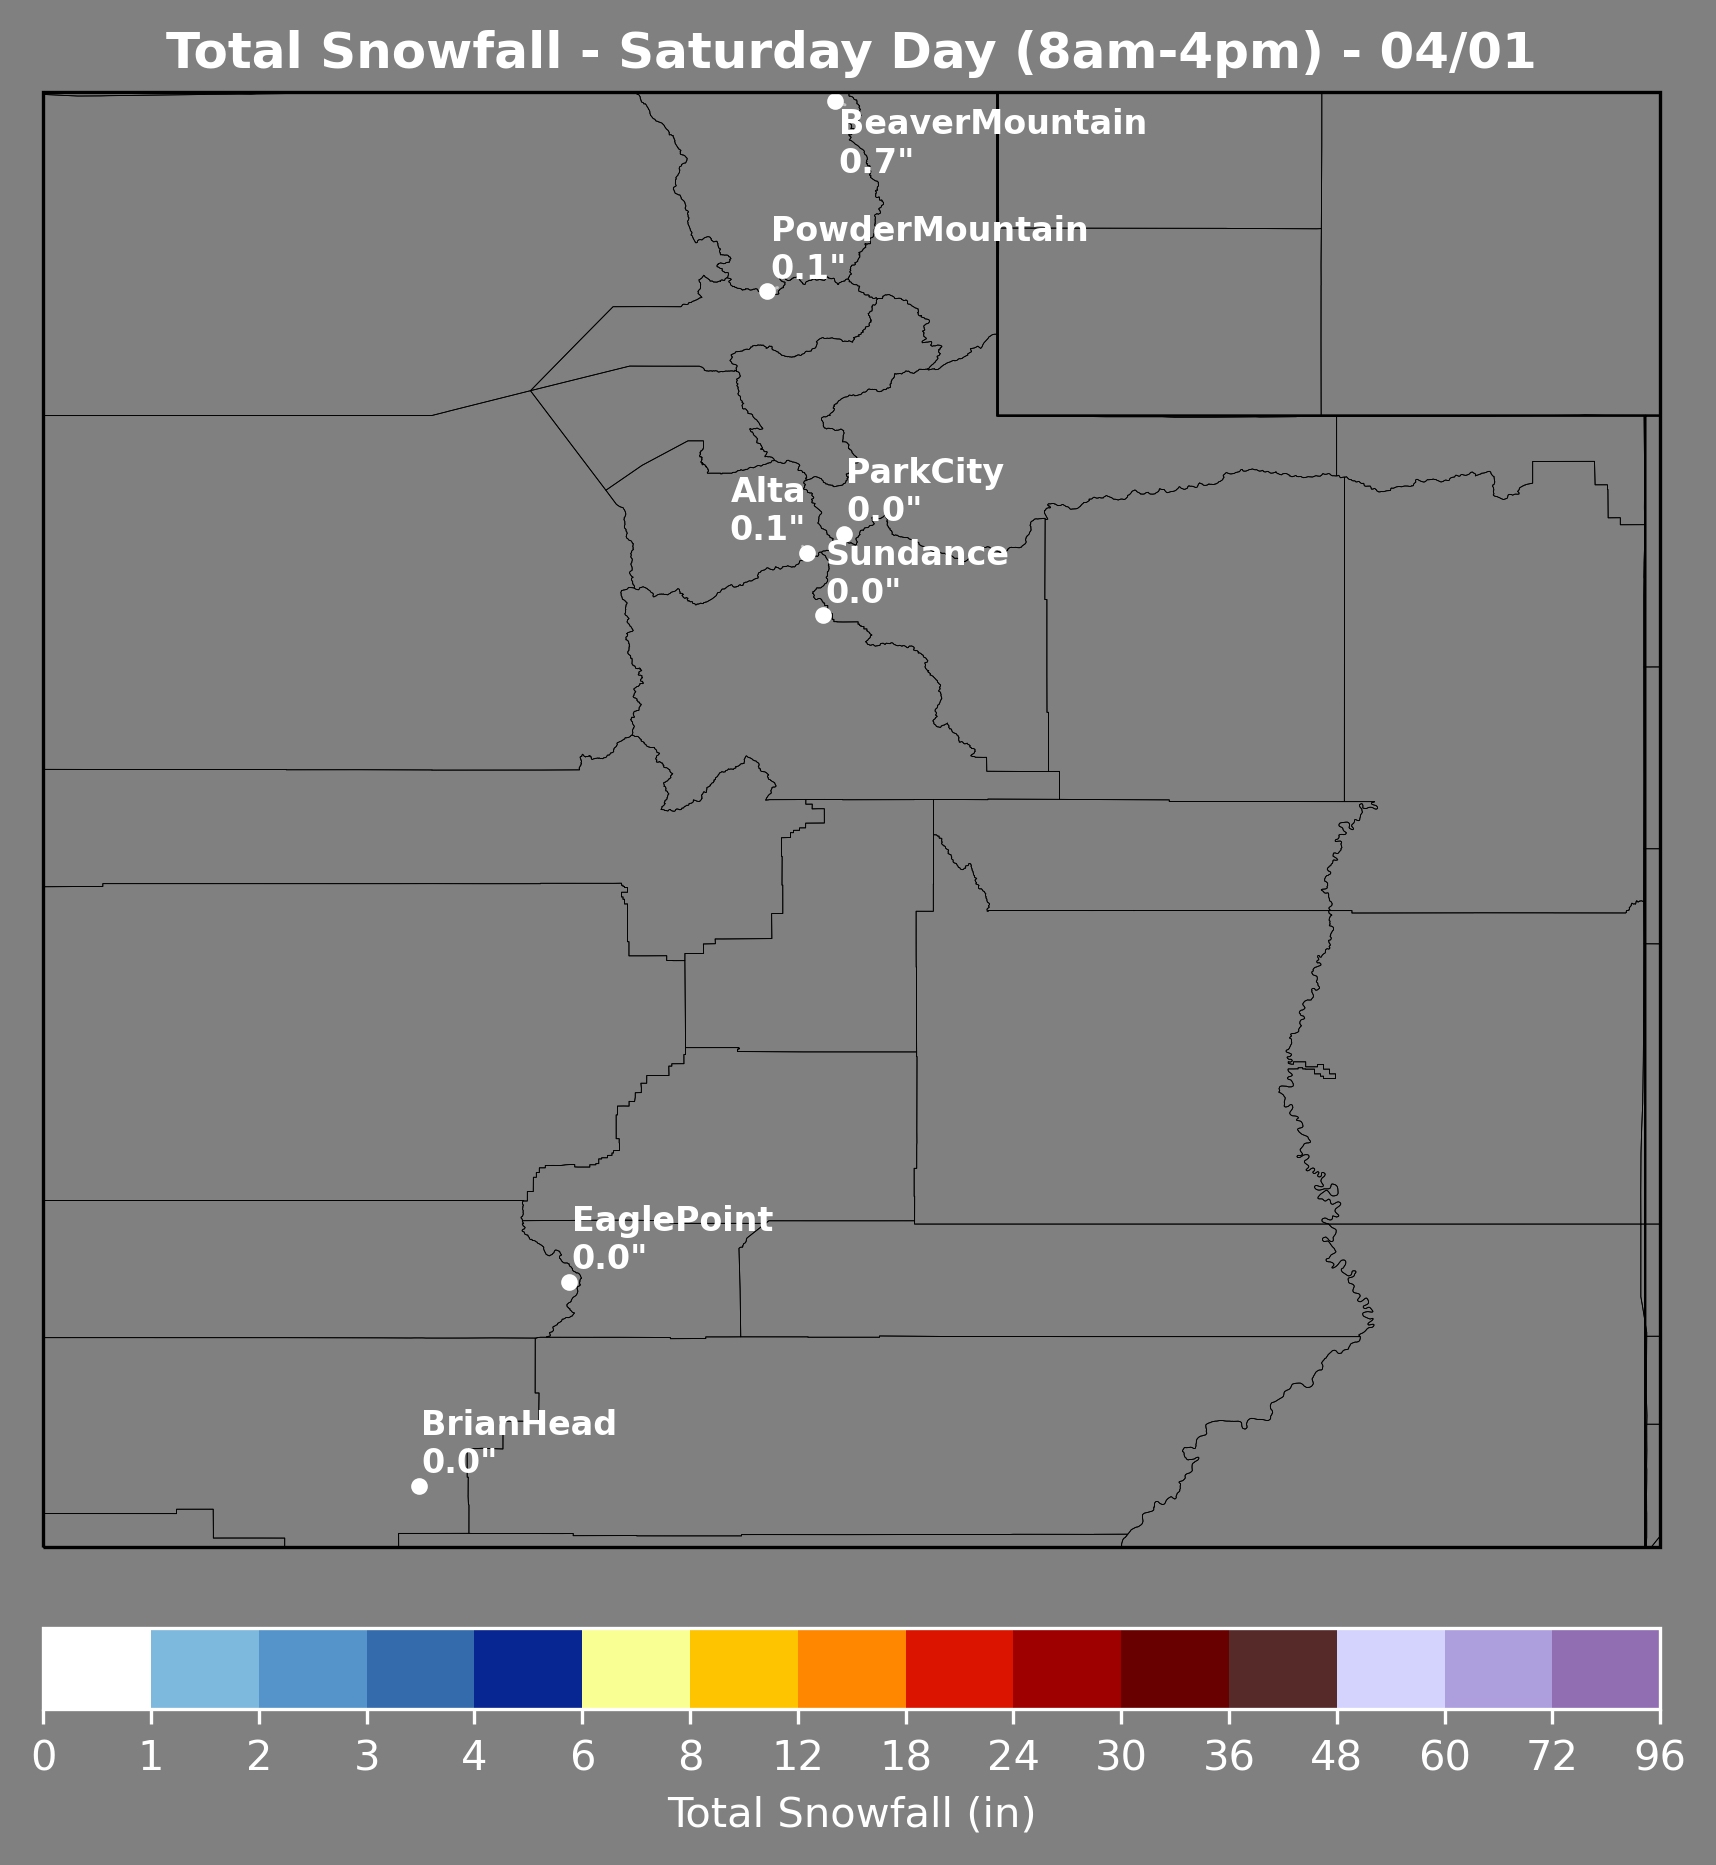 Total Snowfall - Saturday Day (8am-4pm) - 04/01
BeaverMountain
0.7"
PowderMountain
0.1"
ParkCity
0.0"
Alta
0.1"
Sundance
0.0"
EaglePoint
0.0"
BrianHead
0.0"
0 1 2 3 4 6 8 12 18 24 30 36 48 60 72 96
Total Snowfall (in)